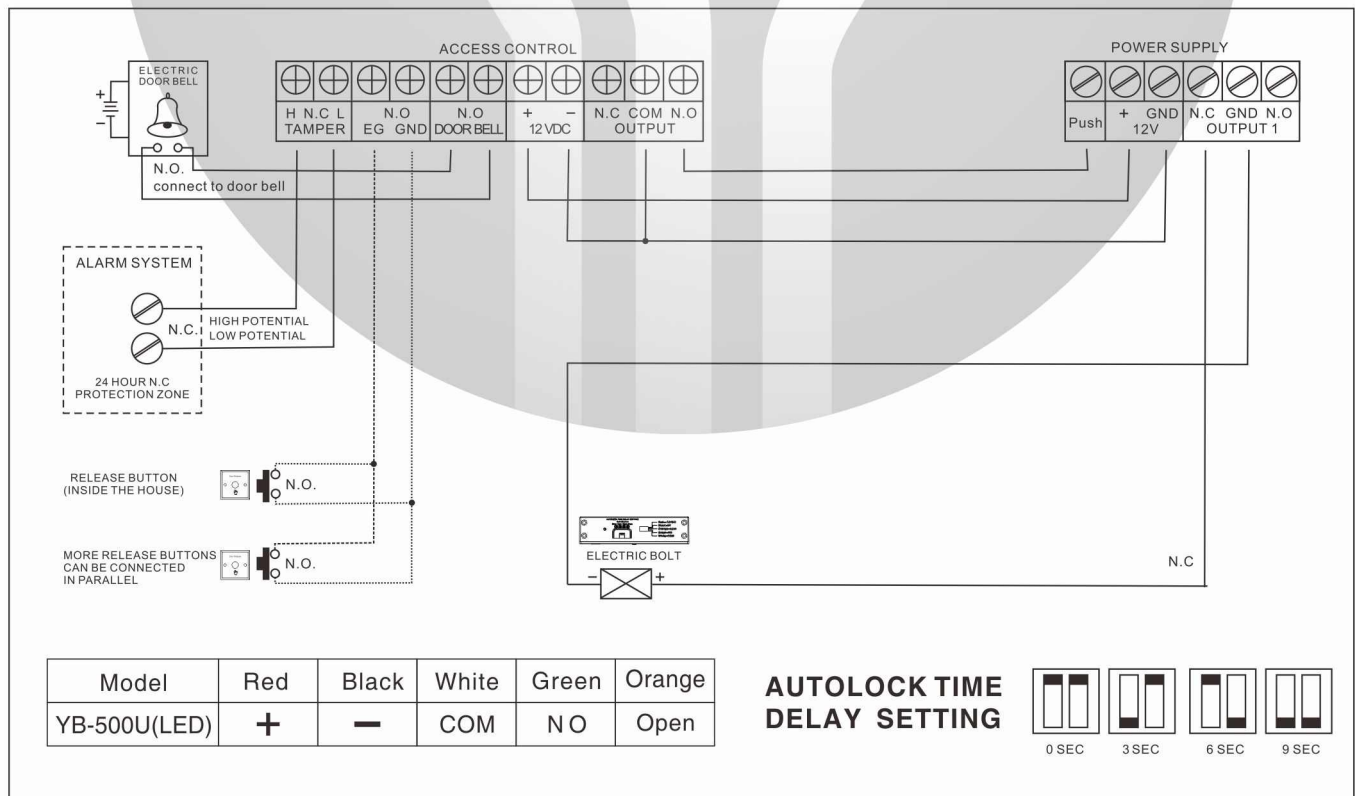 ACCESS CONTROL
POWER SUPPLY
ELECTRIC
DOOR BELL
+
−
H N.C L
TAMPER
N.O
EG GND
N.O
DOOR BELL
+ −
12 VDC
N.C COM N.O
OUTPUT
Push
+ GND
12V
N.C GND N.O
OUTPUT 1
N.O.
connect to door bell
ALARM SYSTEM
N.C.
HIGH POTENTIAL
LOW POTENTIAL
24 HOUR N.C
PROTECTION ZONE
RELEASE BUTTON
(INSIDE THE HOUSE)
N.O.
MORE RELEASE BUTTONS
CAN BE CONNECTED
IN PARALLEL
N.O.
ELECTRIC BOLT
− +
N.C
Model Red Black White Green Orange
YB-500U(LED) + − COM N O Open
AUTOLOCK TIME
DELAY SETTING
0 SEC 3 SEC 6 SEC 9 SEC